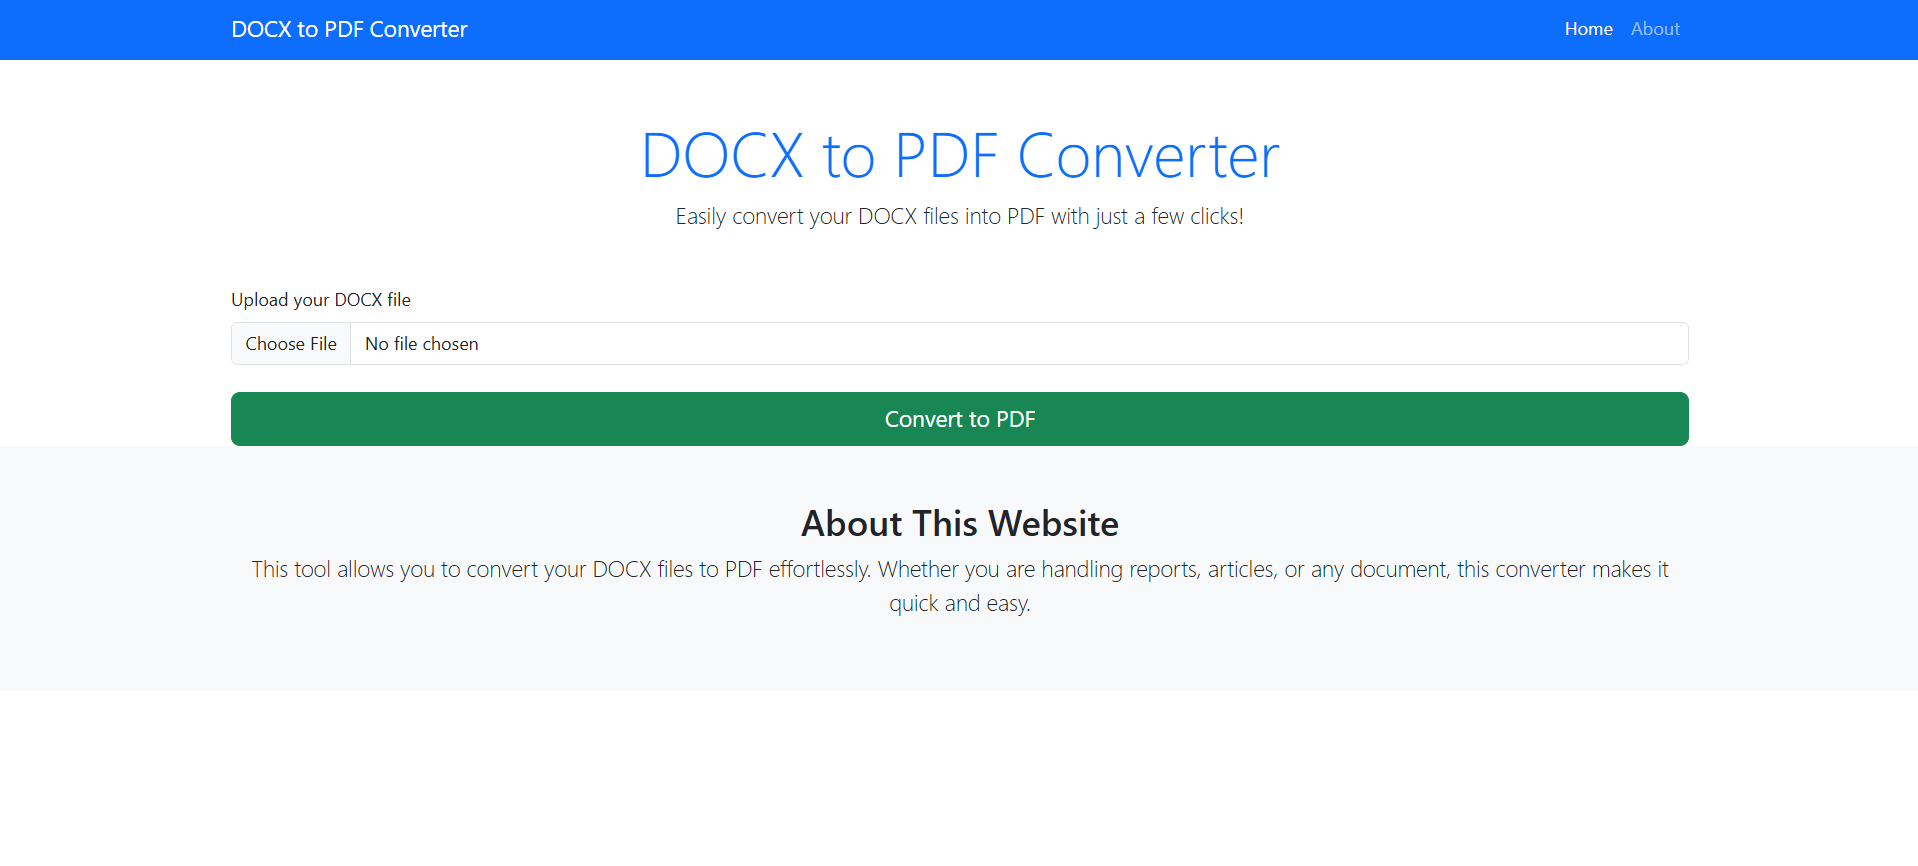 DOCX to PDF Converter
Home About
DOCX to PDF Converter
Easily convert your DOCX files into PDF with just a few clicks!
Upload your DOCX file
Choose File No file chosen
Convert to PDF
About This Website
This tool allows you to convert your DOCX files to PDF effortlessly. Whether you are handling reports, articles, or any document, this converter makes it
quick and easy.